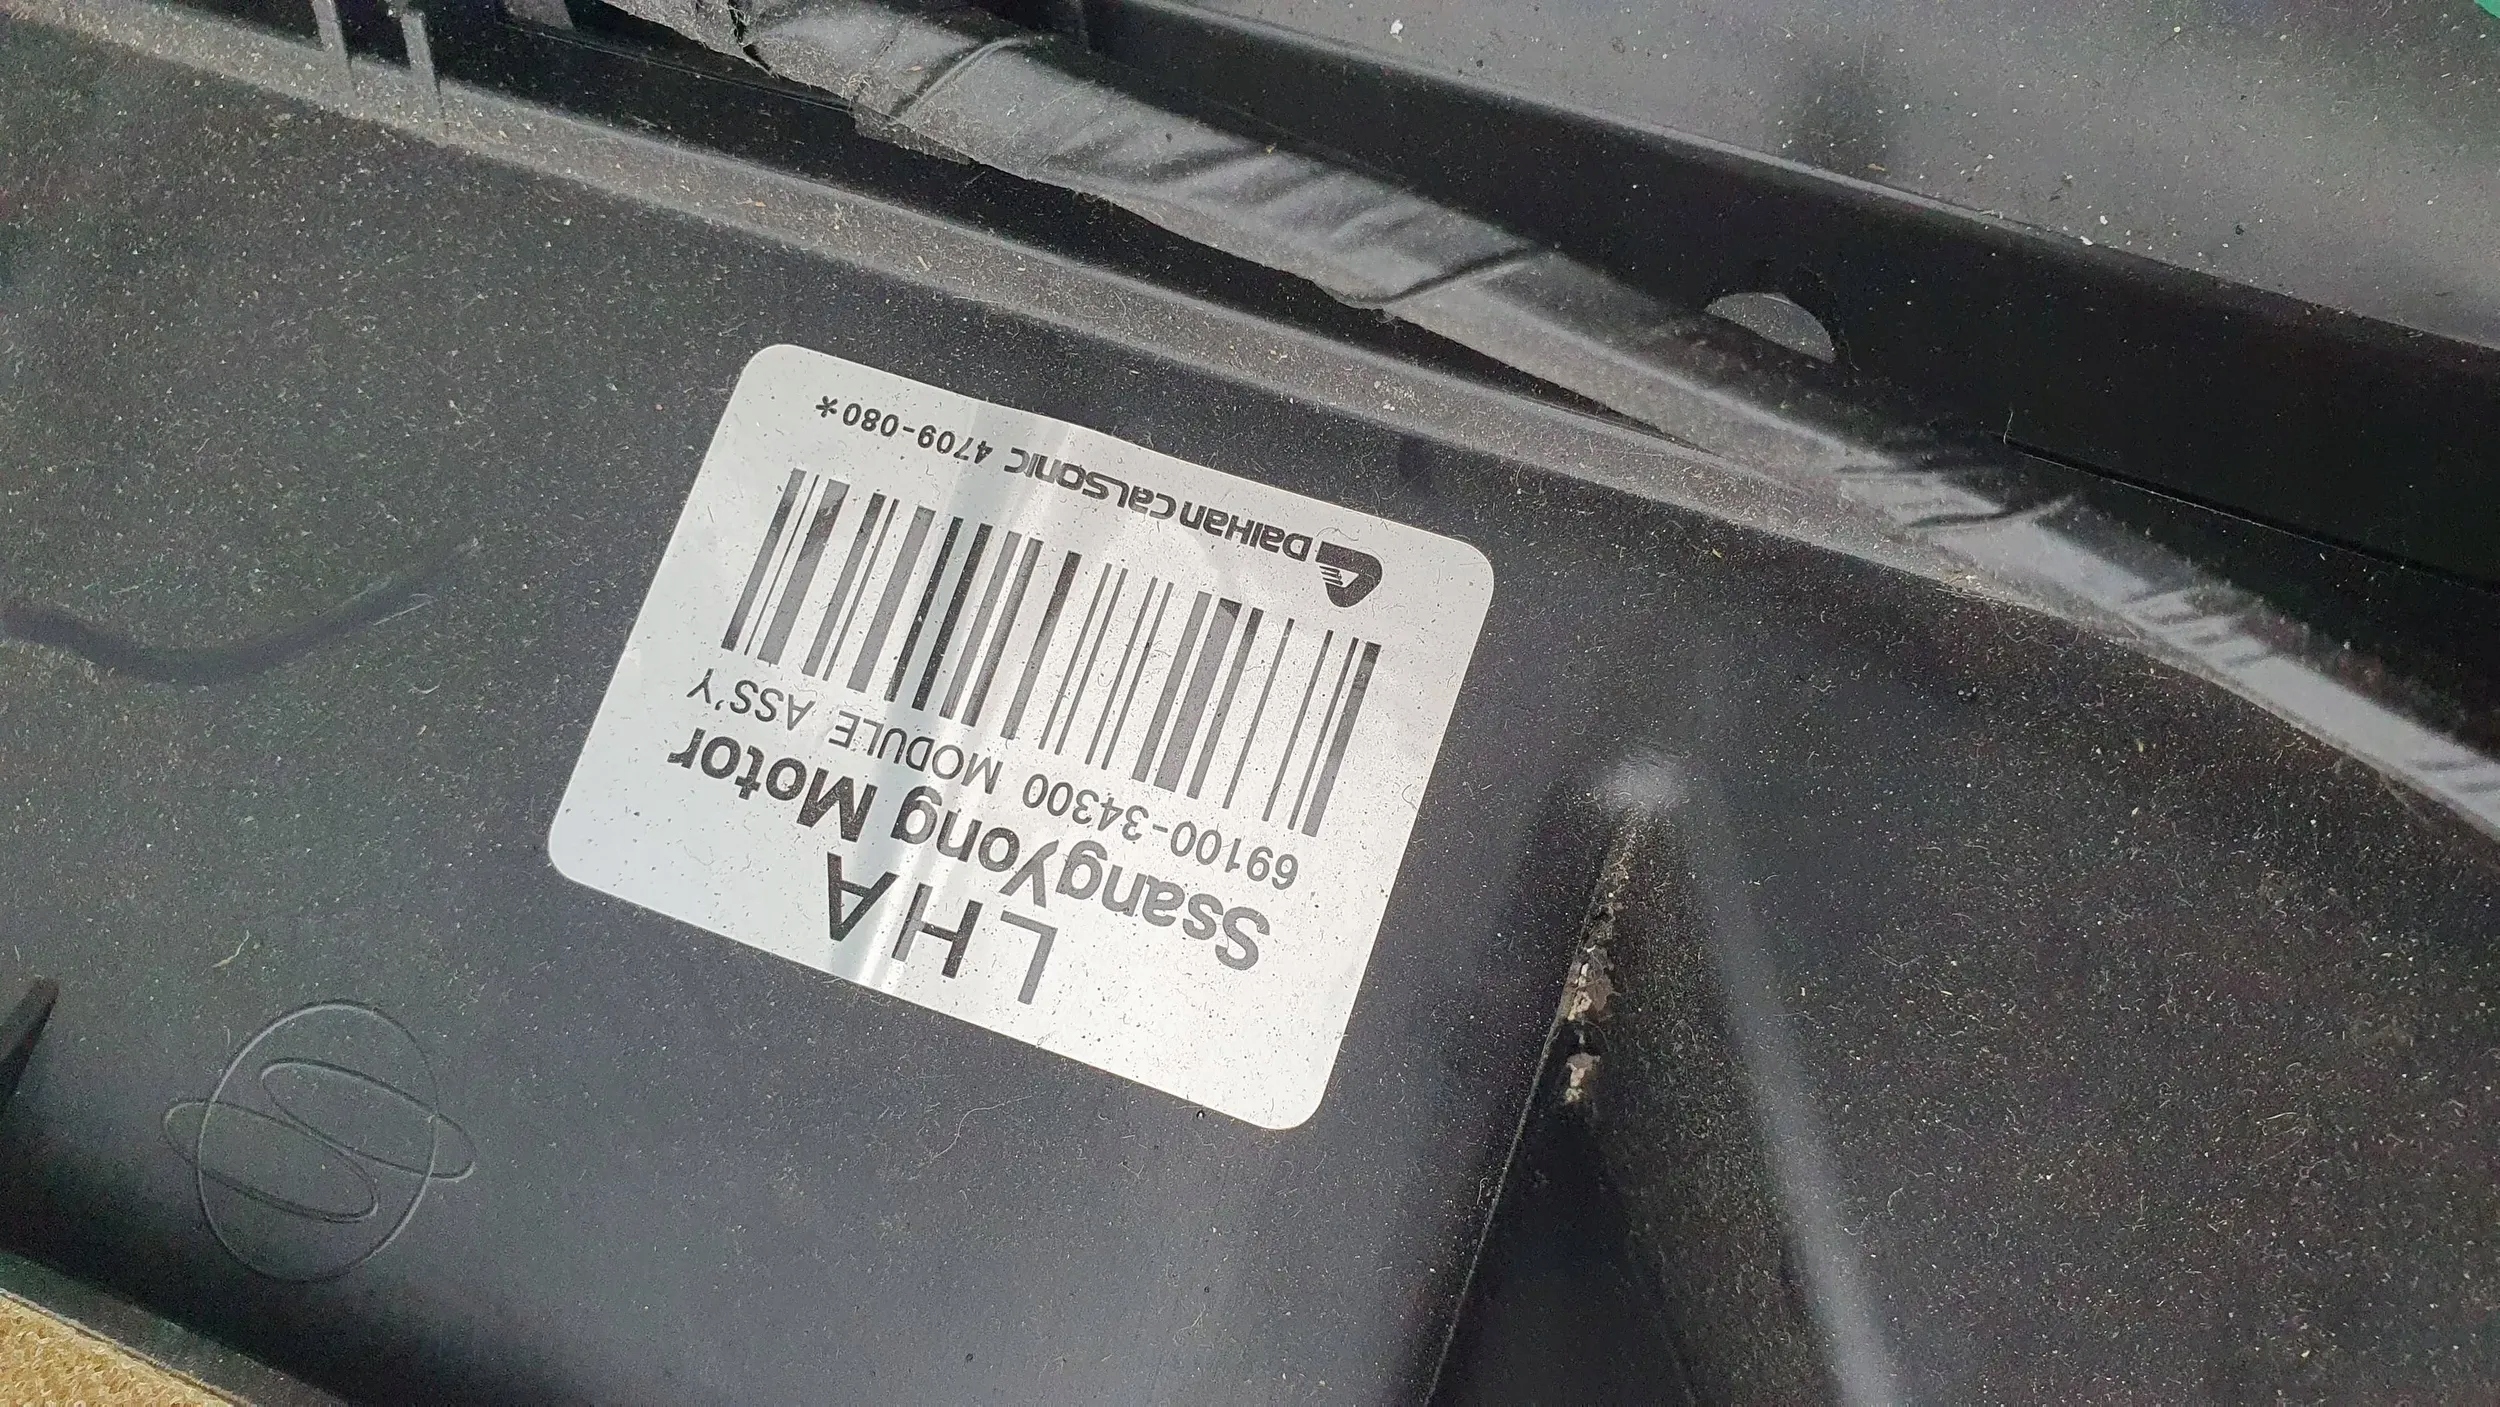 LHA
SsangYong Motor
69100-34300 MODULE ASS'Y
DAIHAN CALSONIC 4709-080*